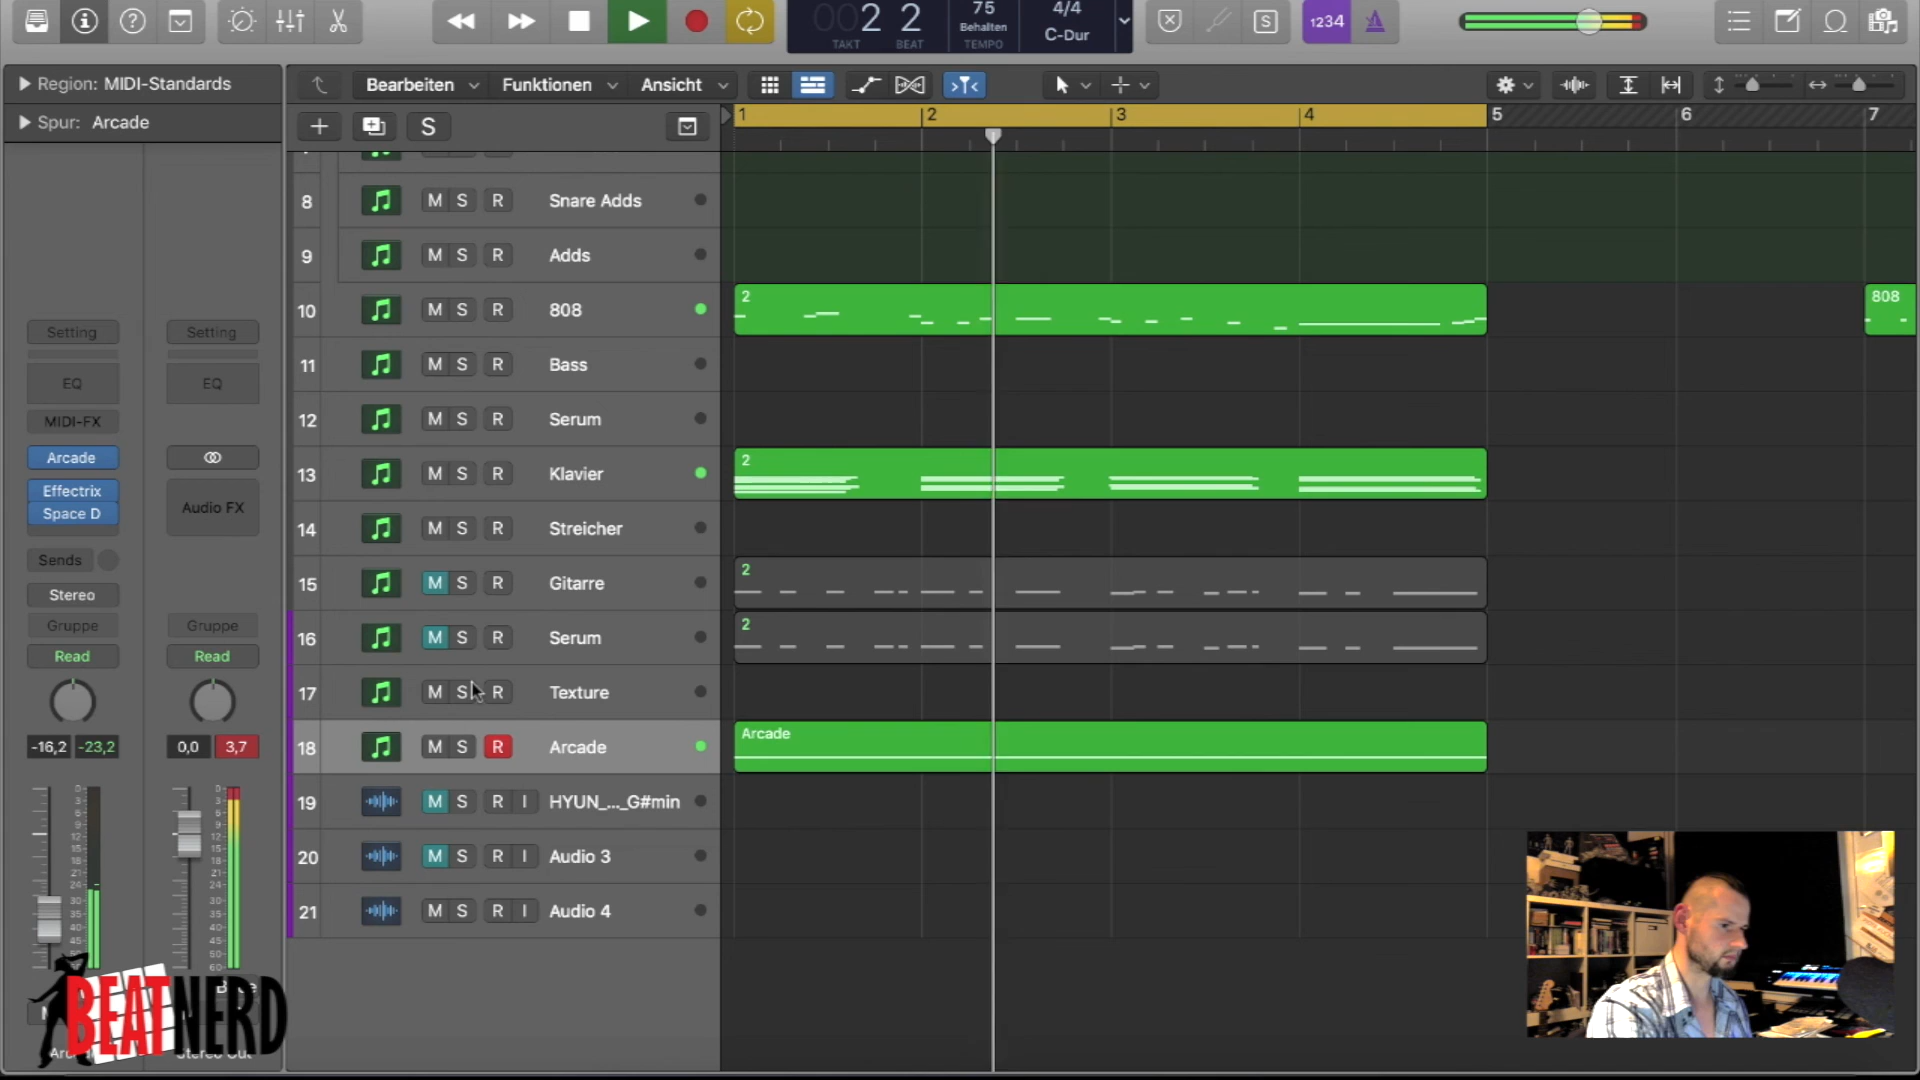 22
TAKT BEAT
75
Behalten
TEMPO
4/4
C-Dur
S
1234
Region: MIDI-Standards
Spur: Arcade
Bearbeiten Funktionen Ansicht
S
1 2 3 4 5 6 7
8 M S R Snare Adds
9 M S R Adds
10 M S R 808
2
808
11 M S R Bass
12 M S R Serum
13 M S R Klavier
2
14 M S R Streicher
15 M S R Gitarre
2
16 M S R Serum
2
17 M S R Texture
18 M S R Arcade
Arcade
19 M S R I HYUN_..._G#min
20 M S R I Audio 3
21 M S R I Audio 4
Setting Setting
EQ EQ
MIDI-FX
Arcade
Effectrix
Space D
Audio FX
Sends
Stereo
Gruppe Gruppe
Read Read
-16,2 -23,2 0,0 3,7
BEATNERD
Stereo Out